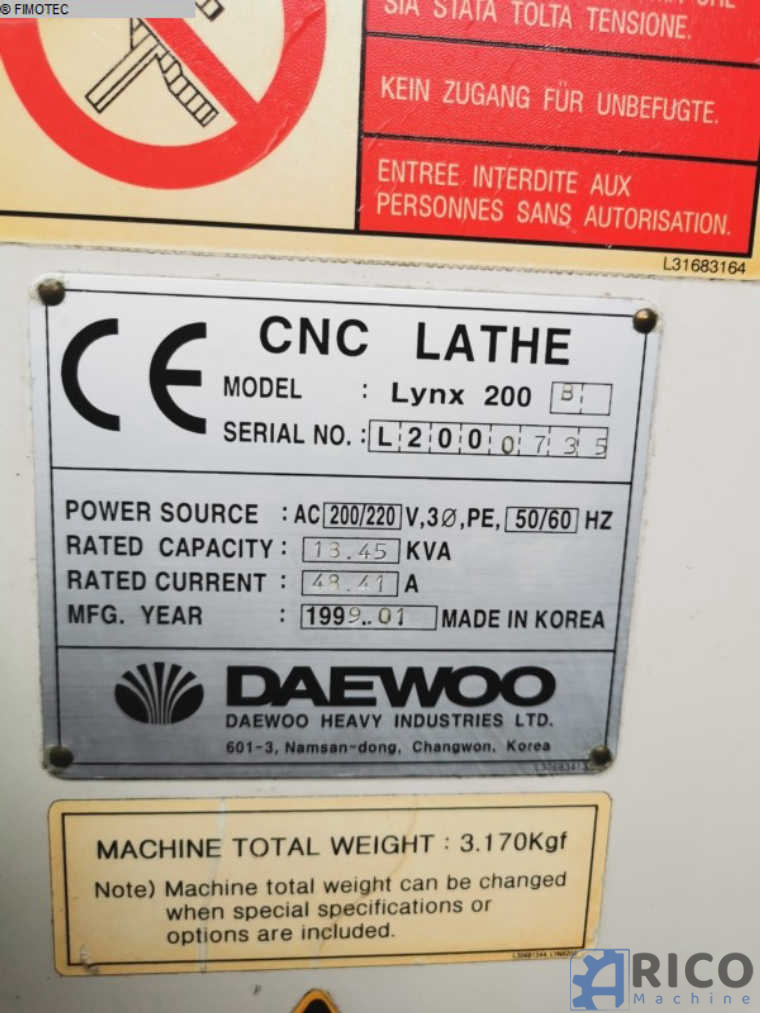 ® FIMOTEC
SIA STATA TOLTA TENSIONE.
KEIN ZUGANG FÜR UNBEFUGTE.
ENTREE INTERDITE AUX
PERSONNES SANS AUTORISATION.
L31683164
CE
CNC LATHE
MODEL : Lynx 200 B
SERIAL NO. : L2000735
POWER SOURCE : AC 200/220 V,3Ø,PE, 50/60 HZ
RATED CAPACITY : 18.45 KVA
RATED CURRENT : 48.41 A
MFG. YEAR : 1999.01 MADE IN KOREA
DAEWOO
DAEWOO HEAVY INDUSTRIES LTD.
601-3, Namsan-dong, Changwon, Korea
MACHINE TOTAL WEIGHT : 3.170Kgf
Note) Machine total weight can be changed
when special specifications or
options are included.
ARICO
Machine